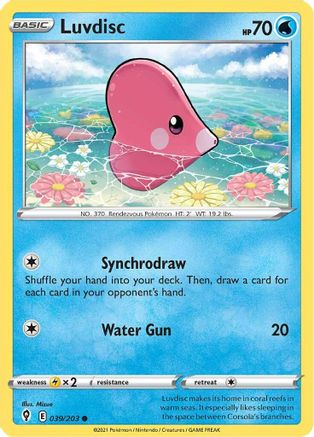 BASIC Luvdisc HP 70
NO. 370 Rendezvous Pokémon HT: 2' WT: 19.2 lbs.
Synchrodraw
Shuffle your hand into your deck. Then, draw a card for
each card in your opponent's hand.
Water Gun 20
weakness ×2 resistance retreat
Illus. Mizue
E 039/203
Luvdisc makes its home in coral reefs in
warm seas. It especially likes sleeping in
the space between Corsola's branches.
©2021 Pokémon / Nintendo / Creatures / GAME FREAK